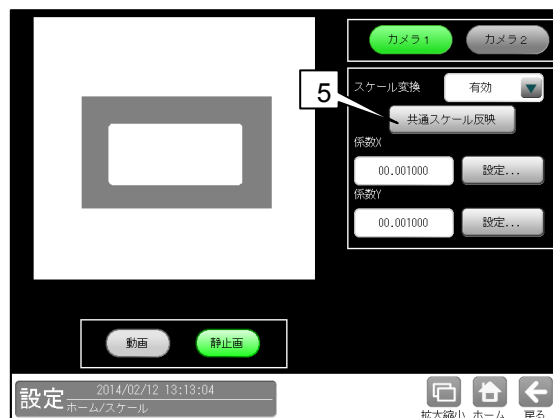 カメラ1
カメラ2
スケール変換
有効
5
共通スケール反映
係数X
00.001000
設定...
係数Y
00.001000
設定...
動画
静止画
設定
2014/02/12 13:13:04
ホーム/スケール
拡大縮小
ホーム
戻る